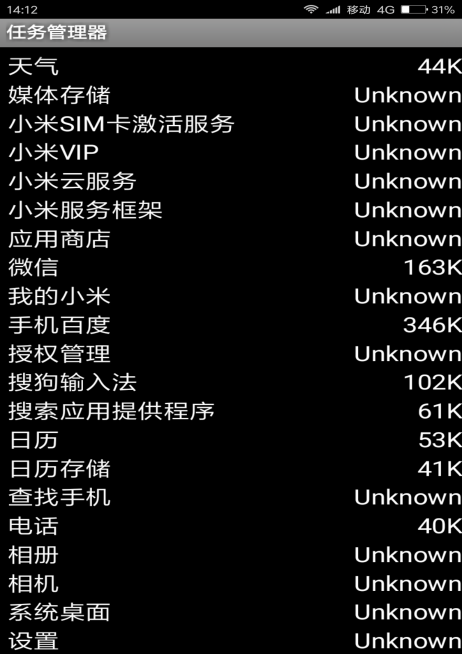 14:12 移动 4G 31%
任务管理器
天气 44K
媒体存储 Unknown
小米SIM卡激活服务 Unknown
小米VIP Unknown
小米云服务 Unknown
小米服务框架 Unknown
应用商店 Unknown
微信 163K
我的小米 Unknown
手机百度 346K
授权管理 Unknown
搜狗输入法 102K
搜索应用提供程序 61K
日历 53K
日历存储 41K
查找手机 Unknown
电话 40K
相册 Unknown
相机 Unknown
系统桌面 Unknown
设置 Unknown